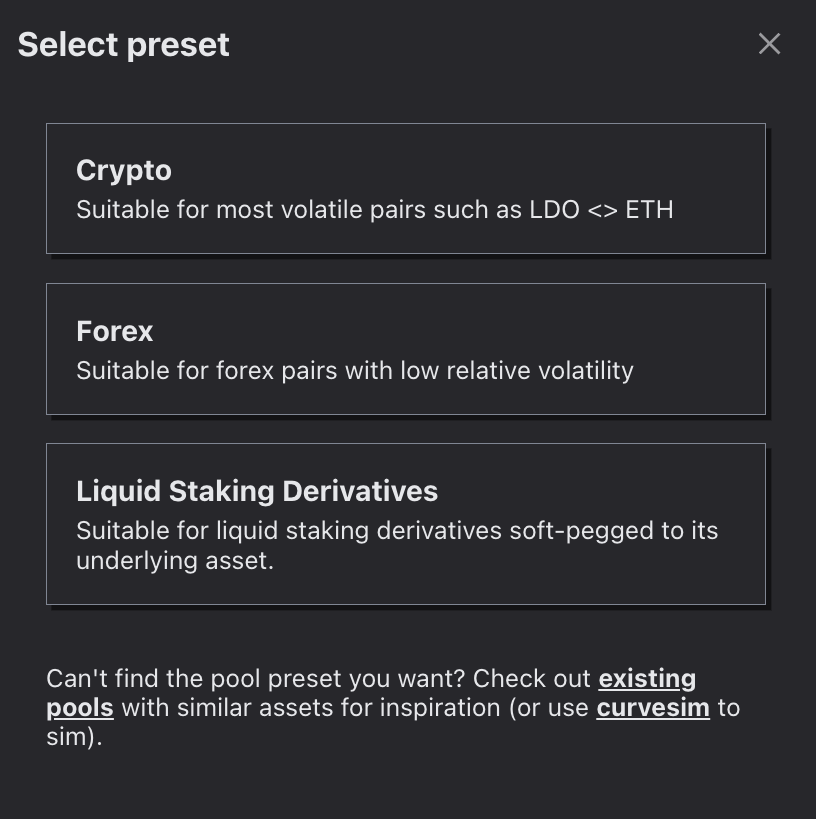 Select preset
Crypto
Suitable for most volatile pairs such as LDO <> ETH
Forex
Suitable for forex pairs with low relative volatility
Liquid Staking Derivatives
Suitable for liquid staking derivatives soft-pegged to its
underlying asset.
Can't find the pool preset you want? Check out existing
pools with similar assets for inspiration (or use curvesim to
sim).